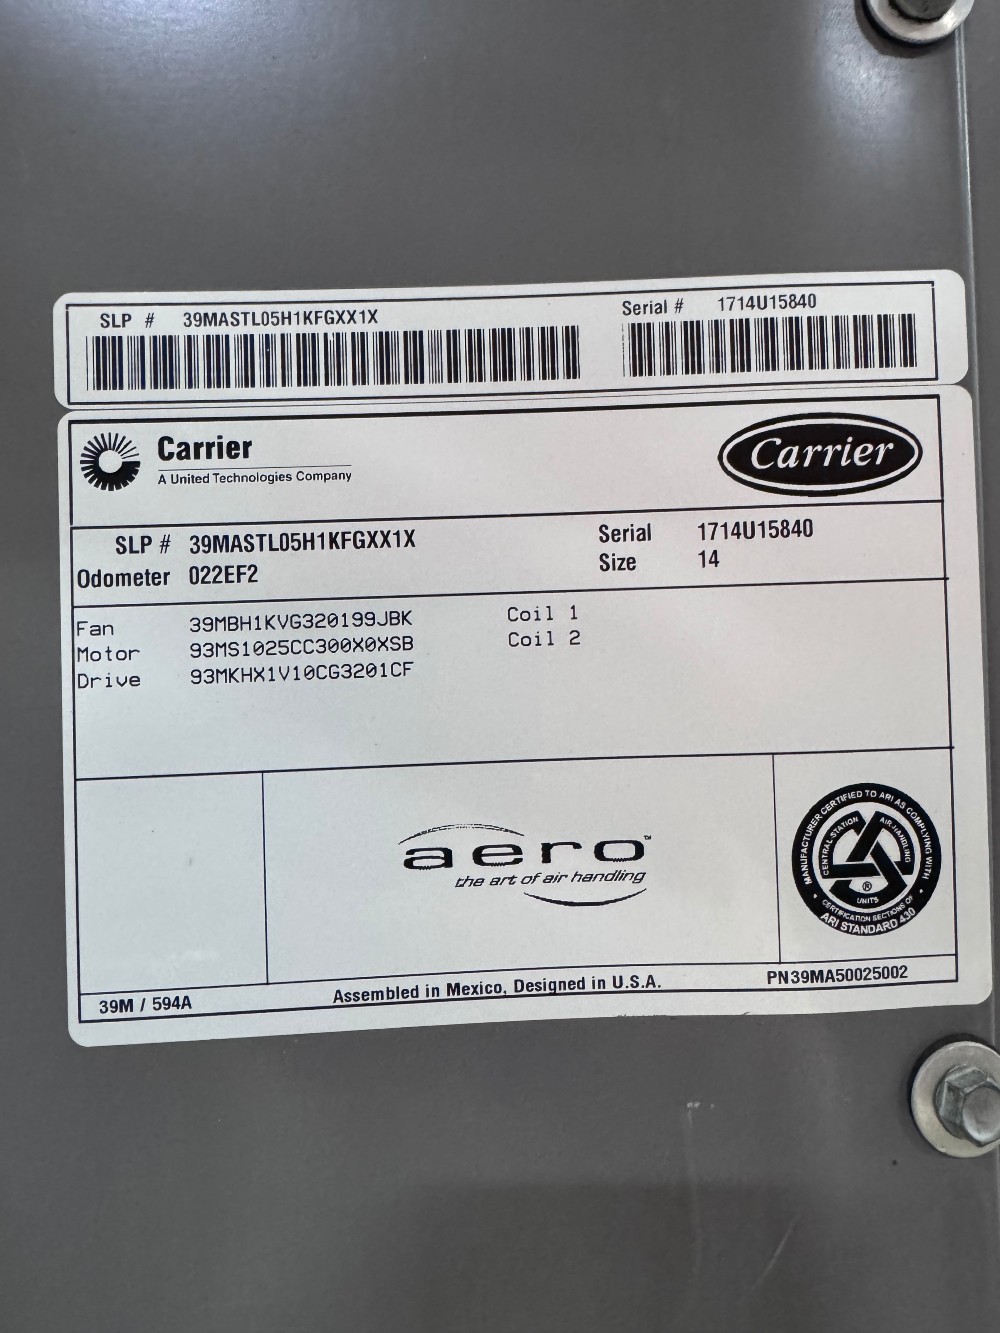 SLP # 39MASTL05H1KFGXX1X
Serial # 1714U15840
Carrier
A United Technologies Company
Carrier
SLP # 39MASTL05H1KFGXX1X
Serial 1714U15840
Odometer 022EF2
Size 14
Fan 39MBH1KVG320199JBK
Coil 1
Motor 93MS1025CC300X0XSB
Coil 2
Drive 93MKHX1V10CG3201CF
aero™
the art of air handling
MANUFACTURER CERTIFIED TO ARI AS COMPLYING WITH
CENTRAL-STATION
AIR-HANDLING
®
UNITS
CERTIFICATION SECTIONS OF
ARI STANDARD 430
39M / 594A
Assembled in Mexico, Designed in U.S.A.
PN39MA50025002